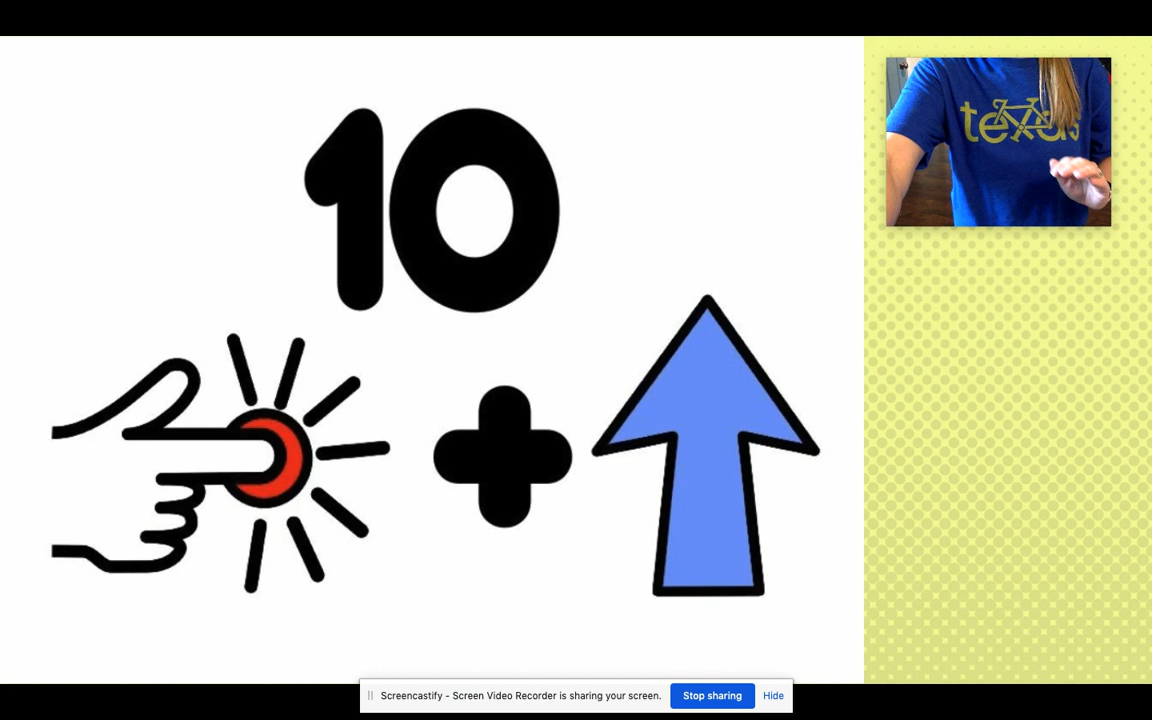 10
texas
+
Screencastify - Screen Video Recorder is sharing your screen.
Stop sharing
Hide